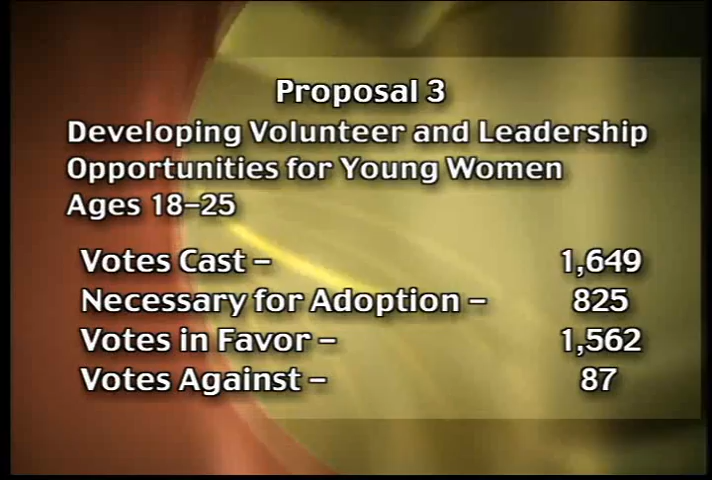 Proposal 3
Developing Volunteer and Leadership
Opportunities for Young Women
Ages 18–25
Votes Cast – 1,649
Necessary for Adoption – 825
Votes in Favor – 1,562
Votes Against – 87